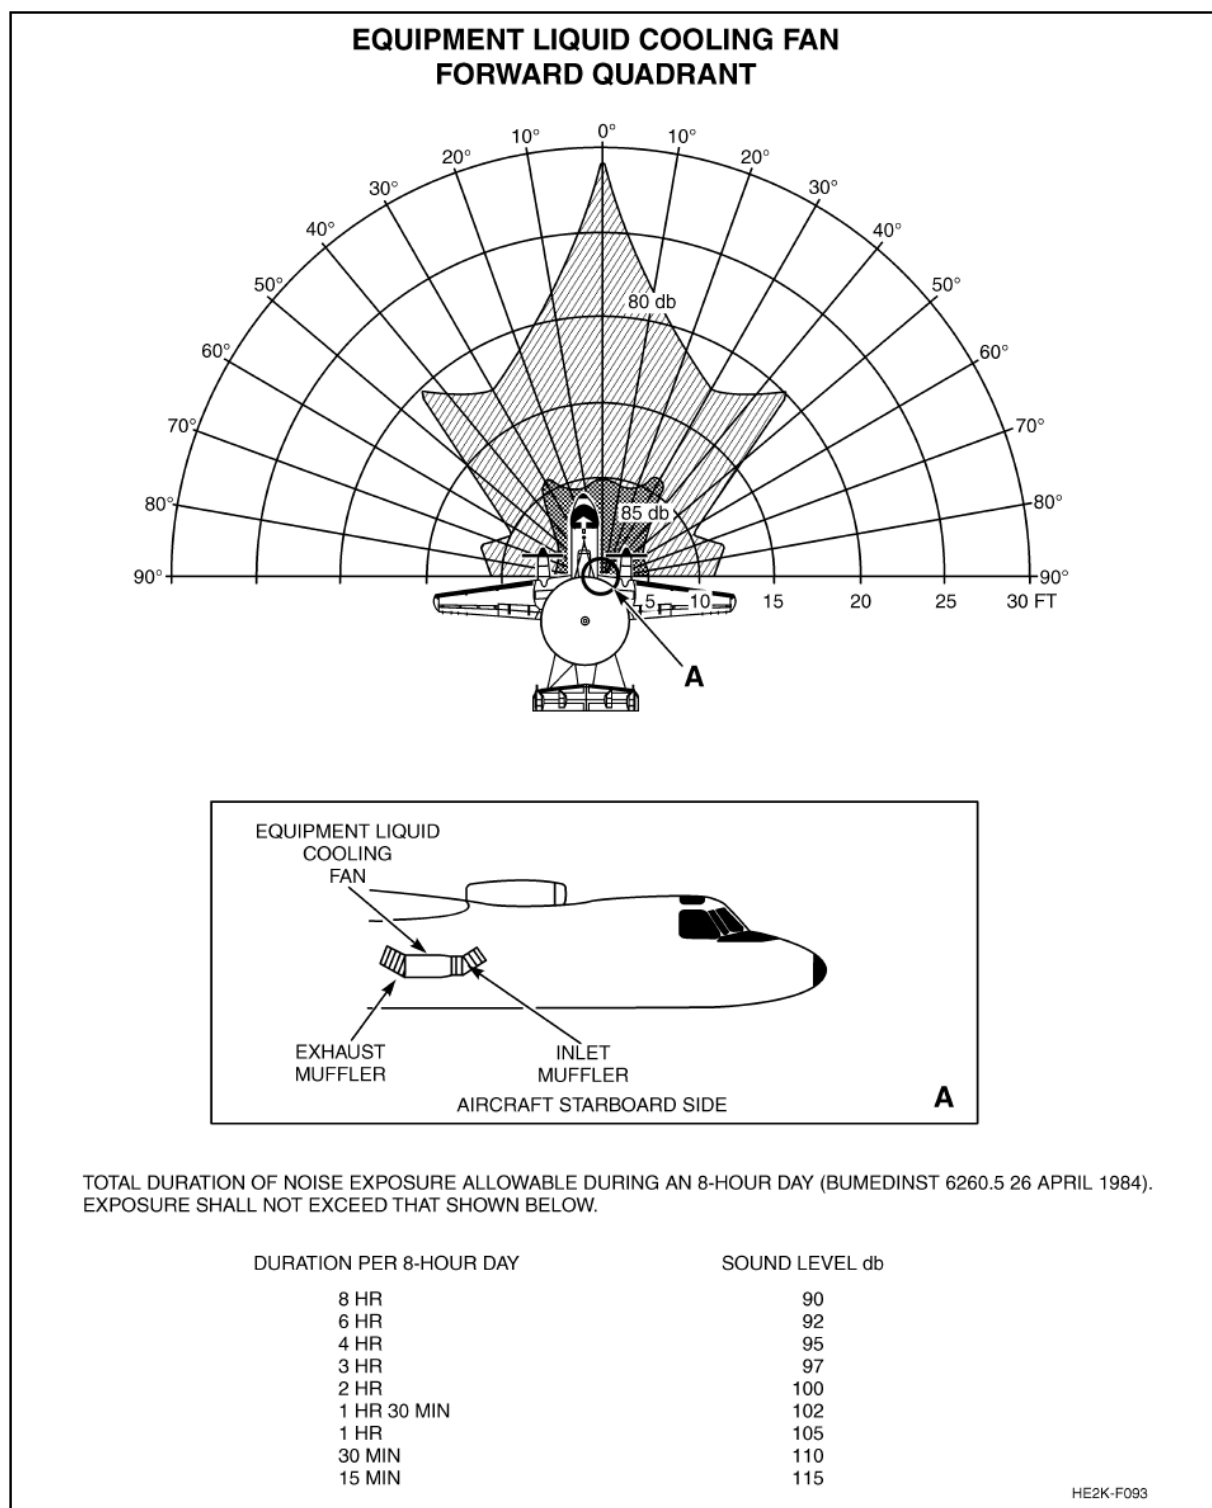 EQUIPMENT LIQUID COOLING FAN
FORWARD QUADRANT
0°
10°
10°
20°
20°
30°
30°
40°
40°
50°
50°
60°
60°
70°
70°
80°
80°
90°
90°
80 db
85 db
5
10
15
20
25
30 FT
A
EQUIPMENT LIQUID
COOLING
FAN
EXHAUST
MUFFLER
INLET
MUFFLER
AIRCRAFT STARBOARD SIDE
A
TOTAL DURATION OF NOISE EXPOSURE ALLOWABLE DURING AN 8-HOUR DAY (BUMEDINST 6260.5 26 APRIL 1984).
EXPOSURE SHALL NOT EXCEED THAT SHOWN BELOW.
DURATION PER 8-HOUR DAY SOUND LEVEL db
8 HR 90
6 HR 92
4 HR 95
3 HR 97
2 HR 100
1 HR 30 MIN 102
1 HR 105
30 MIN 110
15 MIN 115
HE2K-F093